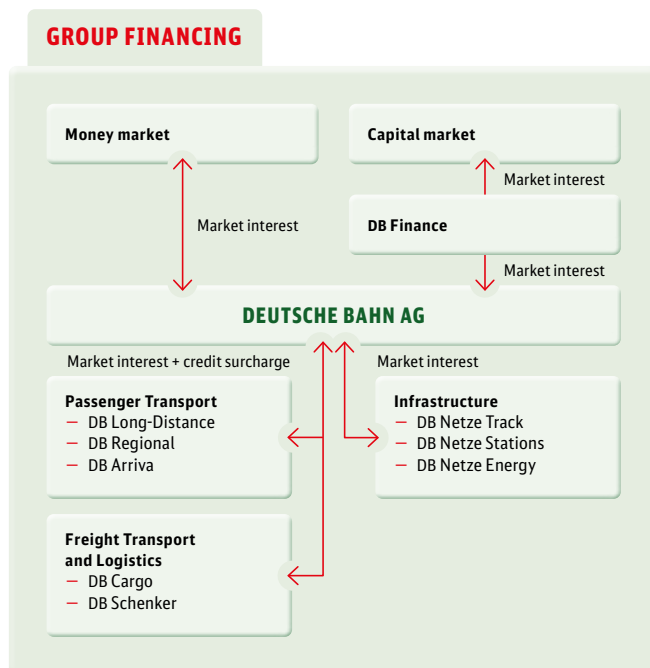 GROUP FINANCING
Money market
Capital market
Market interest
Market interest
DB Finance
Market interest
DEUTSCHE BAHN AG
Market interest + credit surcharge
Market interest
Passenger Transport
– DB Long-Distance
– DB Regional
– DB Arriva
Infrastructure
– DB Netze Track
– DB Netze Stations
– DB Netze Energy
Freight Transport
and Logistics
– DB Cargo
– DB Schenker